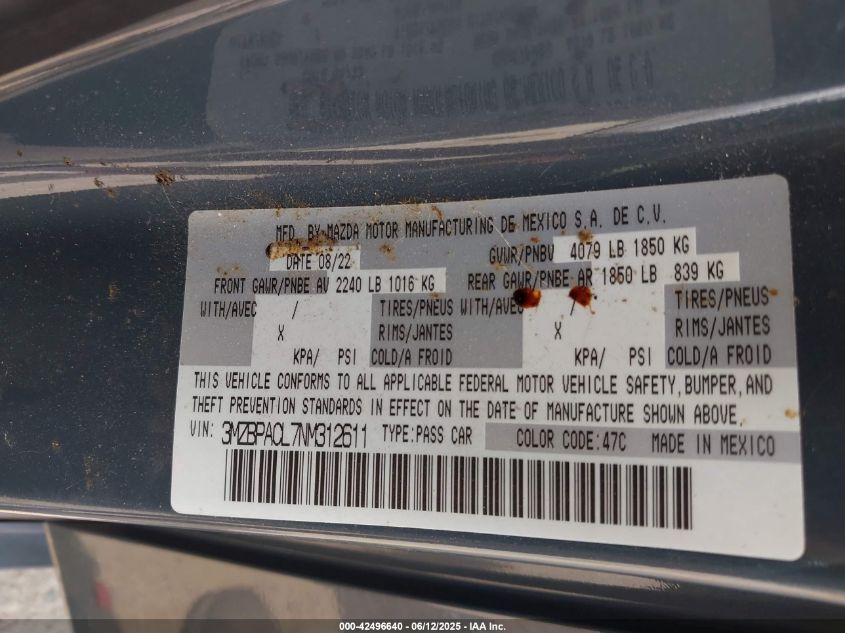 MFD. BY MAZDA MOTOR MANUFACTURING DE MEXICO S.A. DE C.V.
DATE 08/22 GVWR/PNBV 4079 LB 1850 KG
FRONT GAWR/PNBE AV 2240 LB 1016 KG REAR GAWR/PNBE AR 1850 LB 839 KG
WITH/AVEC / TIRES/PNEUS WITH/AVEC / TIRES/PNEUS
X RIMS/JANTES X RIMS/JANTES
KPA/ PSI COLD/A FROID KPA/ PSI COLD/A FROID
THIS VEHICLE CONFORMS TO ALL APPLICABLE FEDERAL MOTOR VEHICLE SAFETY, BUMPER, AND
THEFT PREVENTION STANDARDS IN EFFECT ON THE DATE OF MANUFACTURE SHOWN ABOVE.
VIN: 3MZBPAOL7NM312611 TYPE:PASS CAR COLOR CODE:47C MADE IN MEXICO
000-42496640 - 06/12/2025 - IAA Inc.